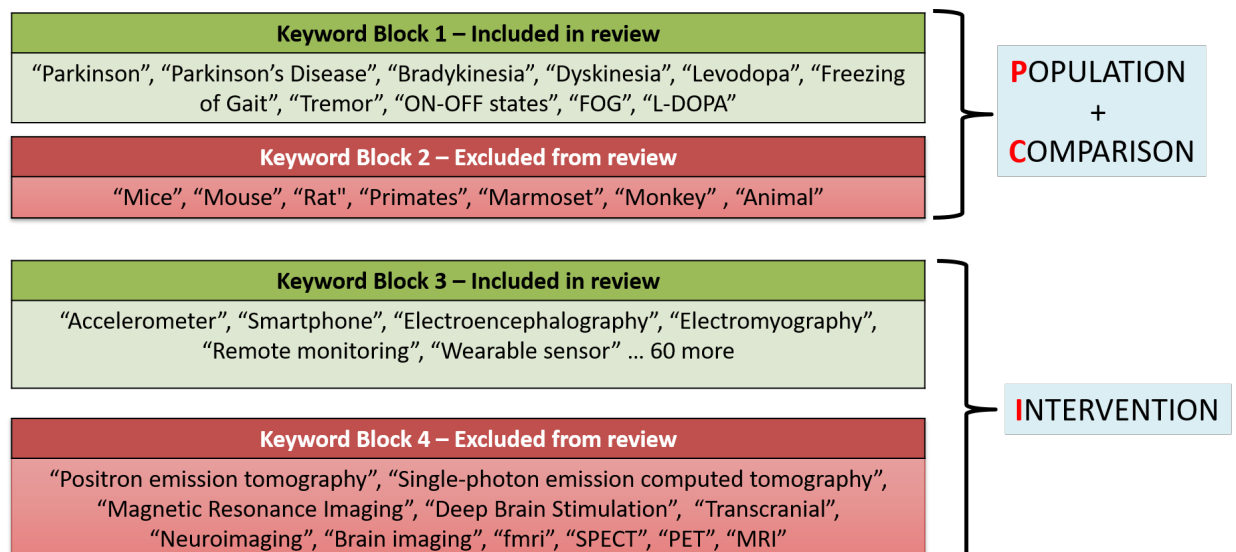 Keyword Block 1 – Included in review
“Parkinson”, “Parkinson’s Disease”, “Bradykinesia”, “Dyskinesia”, “Levodopa”, “Freezing
of Gait”, “Tremor”, “ON-OFF states”, “FOG”, “L-DOPA”
Keyword Block 2 – Excluded from review
“Mice”, “Mouse”, “Rat", “Primates”, “Marmoset”, “Monkey” , “Animal”
POPULATION
+
COMPARISON
Keyword Block 3 – Included in review
“Accelerometer”, “Smartphone”, “Electroencephalography”, “Electromyography”,
“Remote monitoring”, “Wearable sensor” … 60 more
Keyword Block 4 – Excluded from review
“Positron emission tomography”, “Single-photon emission computed tomography”,
“Magnetic Resonance Imaging”, “Deep Brain Stimulation”, “Transcranial”,
“Neuroimaging”, “Brain imaging”, “fmri”, “SPECT”, “PET”, “MRI”
INTERVENTION